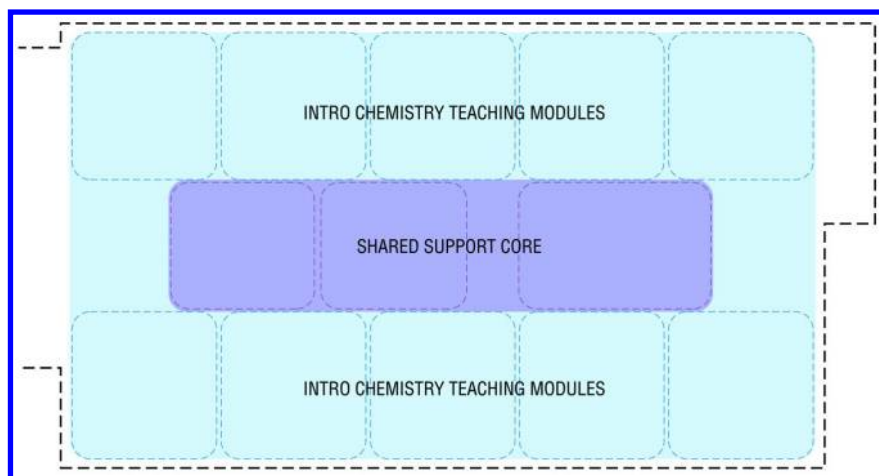 INTRO CHEMISTRY TEACHING MODULES
SHARED SUPPORT CORE
INTRO CHEMISTRY TEACHING MODULES